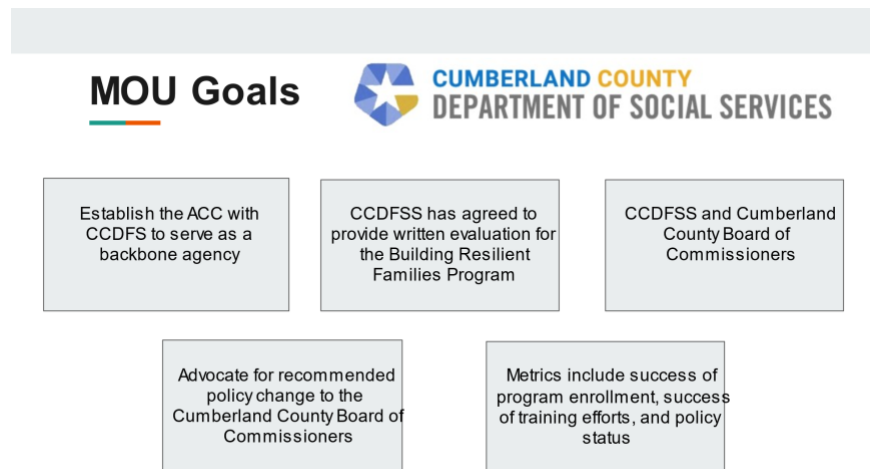 MOU Goals
CUMBERLAND COUNTY
DEPARTMENT OF SOCIAL SERVICES
Establish the ACC with
CCDFS to serve as a
backbone agency
CCDFSS has agreed to
provide written evaluation for
the Building Resilient
Families Program
CCDFSS and Cumberland
County Board of
Commissioners
Advocate for recommended
policy change to the
Cumberland County Board of
Commissioners
Metrics include success of
program enrollment, success
of training efforts, and policy
status